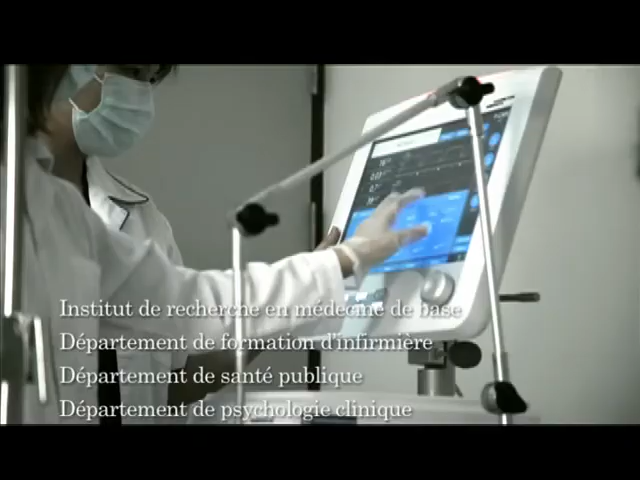 Institut de recherche en médecine de base
Département de formation d'infirmière
Département de santé publique
Département de psychologie clinique